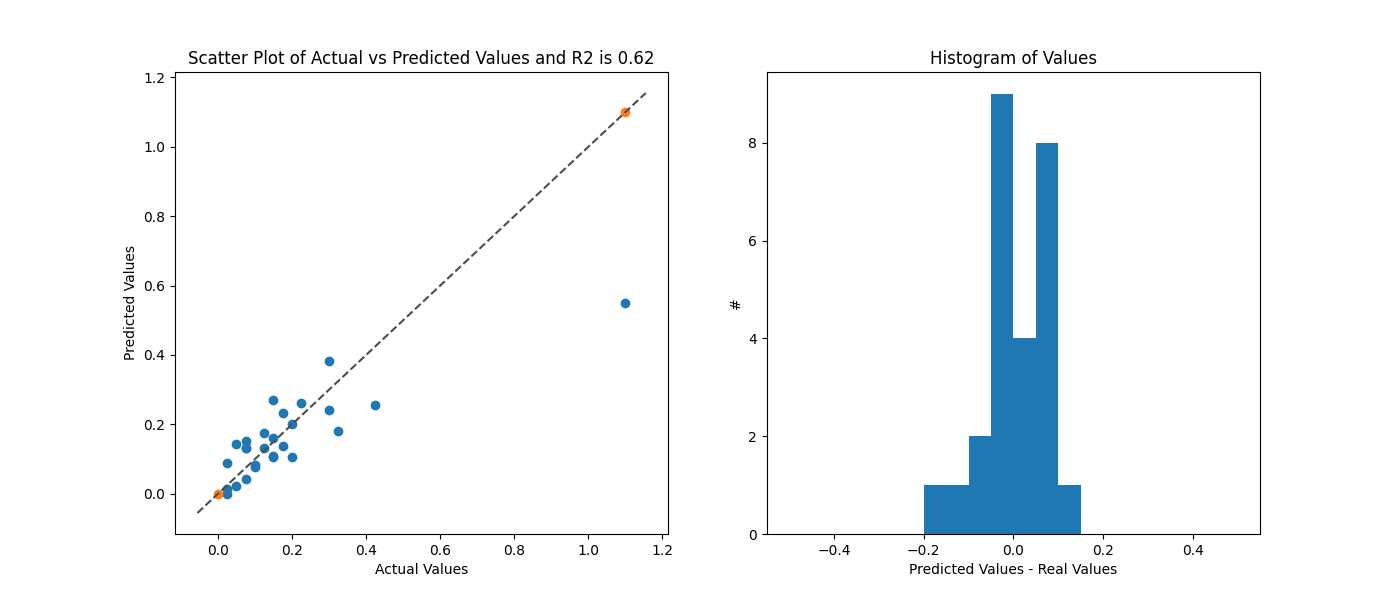 Scatter Plot of Actual vs Predicted Values and R2 is 0.62
1.2
1.0
0.8
0.6
0.4
0.2
0.0
Predicted Values
0.0 0.2 0.4 0.6 0.8 1.0 1.2
Actual Values
Histogram of Values
8
6
4
2
0
#
−0.4 −0.2 0.0 0.2 0.4
Predicted Values - Real Values